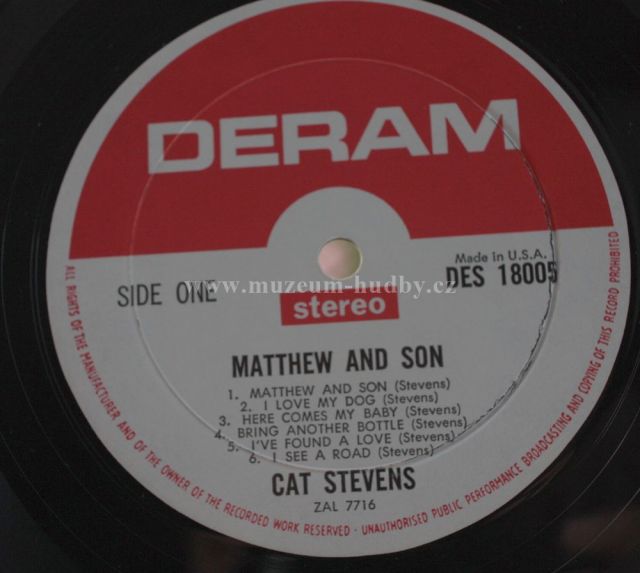 DERAM
Made in U.S.A.
SIDE ONE
DES 18005
www.muzeum-hudby.cz
stereo
MATTHEW AND SON
1. MATTHEW AND SON (Stevens)
2. I LOVE MY DOG (Stevens)
3. HERE COMES MY BABY (Stevens)
4. BRING ANOTHER BOTTLE (Stevens)
5. I'VE FOUND A LOVE (Stevens)
6. I SEE A ROAD (Stevens)
CAT STEVENS
ZAL 7716
ALL RIGHTS OF THE MANUFACTURER AND OF THE OWNER OF THE RECORDED WORK RESERVED · UNAUTHORISED PUBLIC PERFORMANCE BROADCASTING AND COPYING OF THIS RECORD PROHIBITED